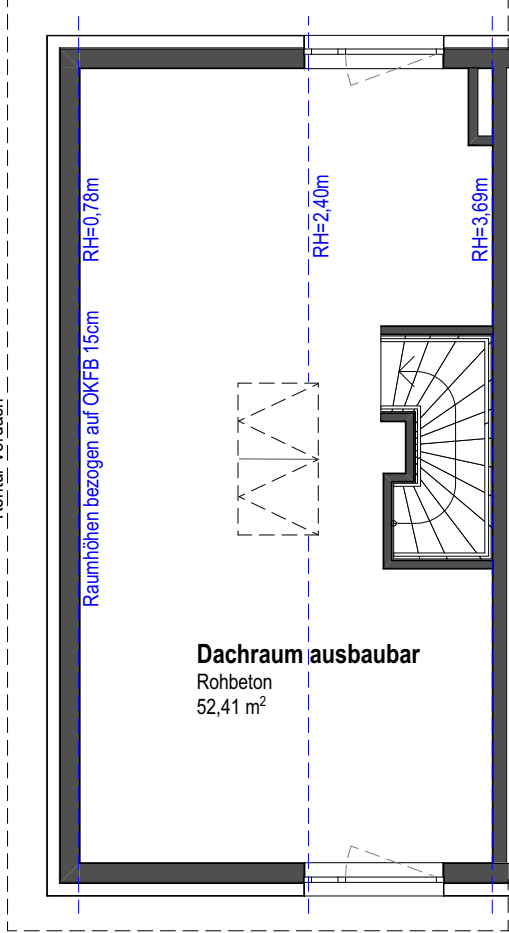 RH=0,78m
RH=2,40m
RH=3,69m
Raumhöhen bezogen auf OKFB 15cm
Dachraum ausbaubar
Rohbeton
52,41 m²